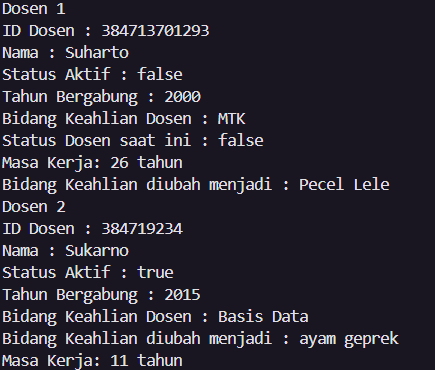 Dosen 1
ID Dosen : 384713701293
Nama : Suharto
Status Aktif : false
Tahun Bergabung : 2000
Bidang Keahlian Dosen : MTK
Status Dosen saat ini : false
Masa Kerja: 26 tahun
Bidang Keahlian diubah menjadi : Pecel Lele
Dosen 2
ID Dosen : 384719234
Nama : Sukarno
Status Aktif : true
Tahun Bergabung : 2015
Bidang Keahlian Dosen : Basis Data
Bidang Keahlian diubah menjadi : ayam geprek
Masa Kerja: 11 tahun